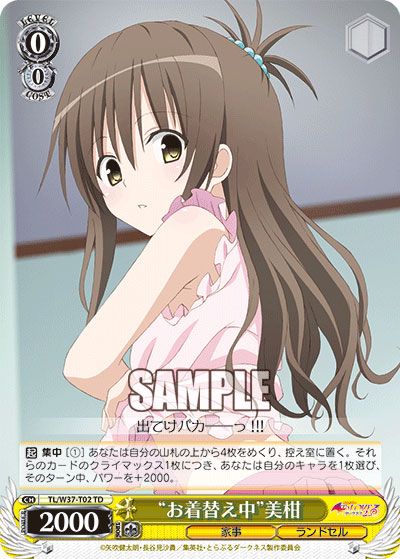 LEVEL
0
0
COST
SAMPLE
出てけバカ——っ !!!
起 集中 [①] あなたは自分の山札の上から4枚をめくり、控え室に置く。それ
らのカードのクライマックス1枚につき、あなたは自分のキャラを1枚選び、
そのターン中、パワーを+2000。
CH TL/W37-T02 TD
“お着替え中”美柑
2000
家事
ランドセル
©矢吹健太朗・長谷見沙貴／集英社・とらぶるダークネス製作委員会